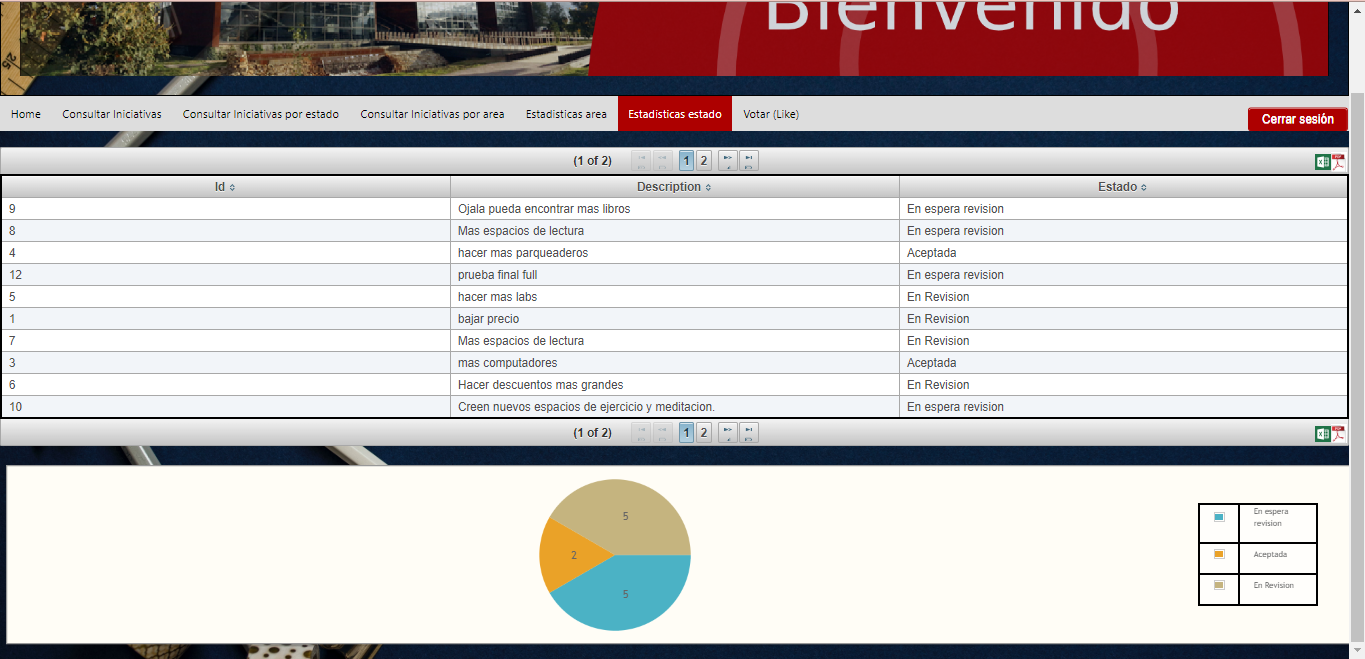 Bienvenido
Home Consultar Iniciativas Consultar Iniciativas por estado Consultar Iniciativas por area Estadisticas area Estadisticas estado Votar (Like)
Cerrar sesión
(1 of 2) 1 2
Id Description Estado
9 Ojala pueda encontrar mas libros En espera revision
8 Mas espacios de lectura En espera revision
4 hacer mas parqueaderos Aceptada
12 prueba final full En espera revision
5 hacer mas labs En Revision
1 bajar precio En Revision
7 Mas espacios de lectura En Revision
3 mas computadores Aceptada
6 Hacer descuentos mas grandes En Revision
10 Creen nuevos espacios de ejercicio y meditacion. En espera revision
(1 of 2) 1 2
5
2
5
En espera
revision
Aceptada
En Revision